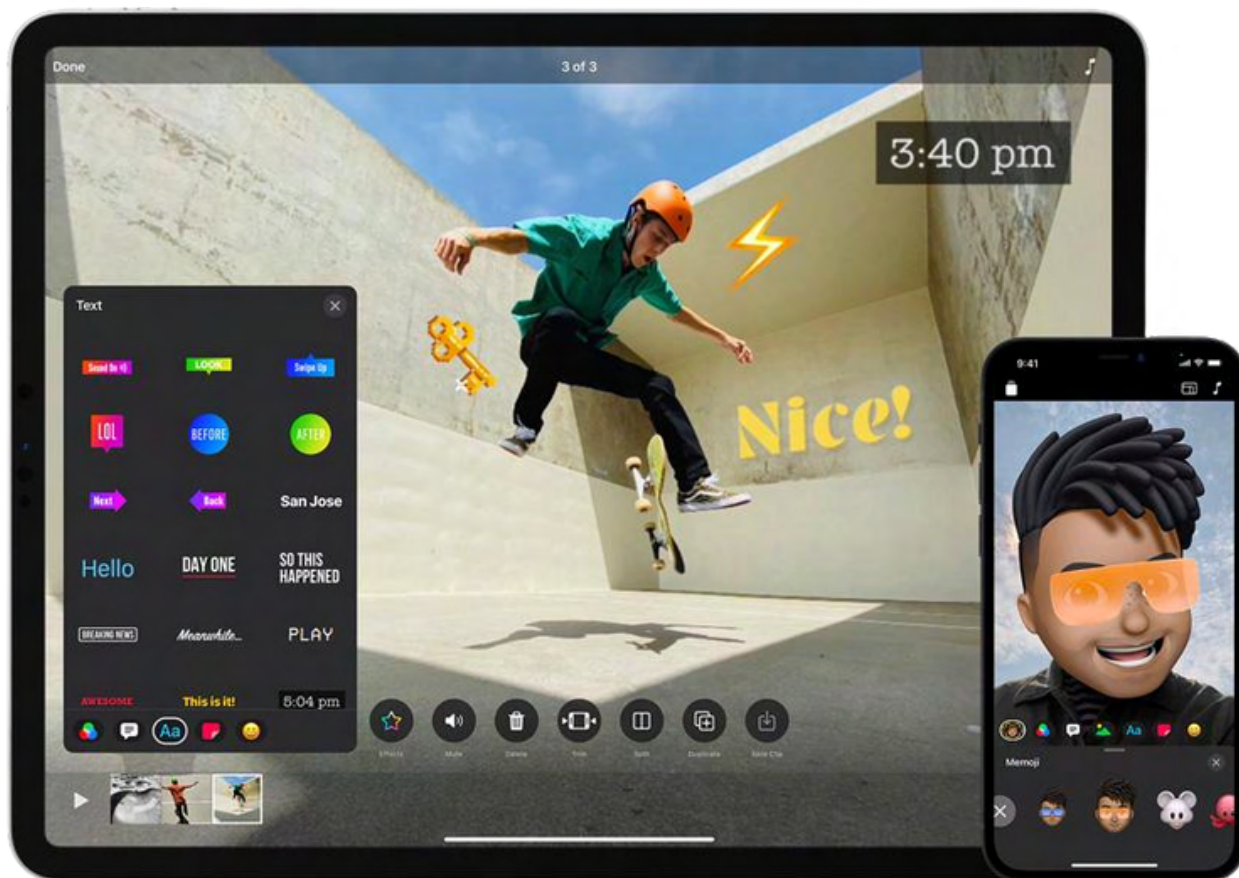 Done
3 of 3
3:40 pm
Nice!
Text
Sound On
LOOK
Swipe Up
LOL
BEFORE
AFTER
Next
Back
San Jose
Hello
DAY ONE
SO THIS
HAPPENED
BREAKING NEWS
Meanwhile...
PLAY
AWESOME
This is it!
5:04 pm
Aa
Effects
Mute
Delete
Trim
Split
Duplicate
Save Clip
9:41
Aa
Memoji